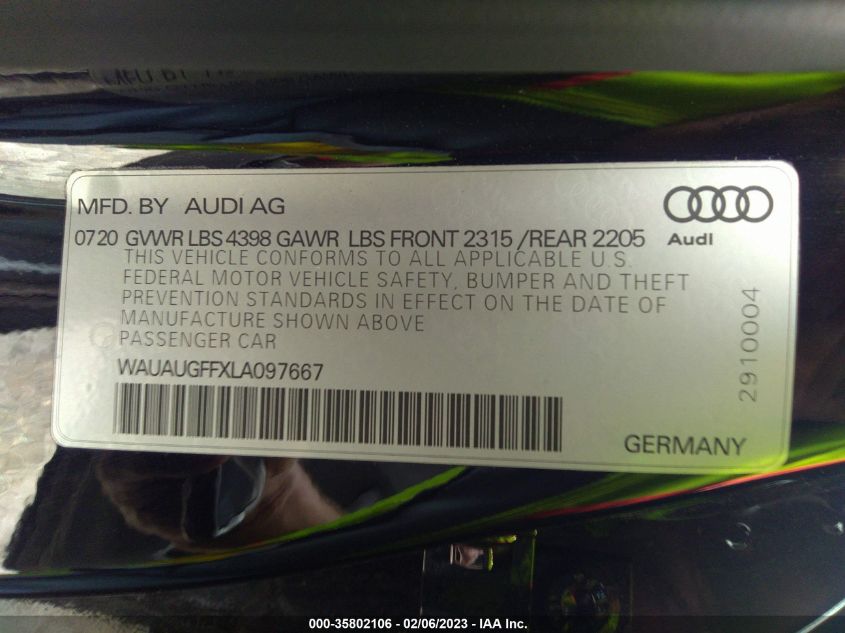 MFD. BY AUDI AG
Audi
0720 GVWR LBS 4398 GAWR LBS FRONT 2315 /REAR 2205
THIS VEHICLE CONFORMS TO ALL APPLICABLE U.S.
FEDERAL MOTOR VEHICLE SAFETY, BUMPER AND THEFT
PREVENTION STANDARDS IN EFFECT ON THE DATE OF
MANUFACTURE SHOWN ABOVE
PASSENGER CAR
WAUAUGFFXLA097667
2910004
GERMANY
000-35802106 - 02/06/2023 - IAA Inc.